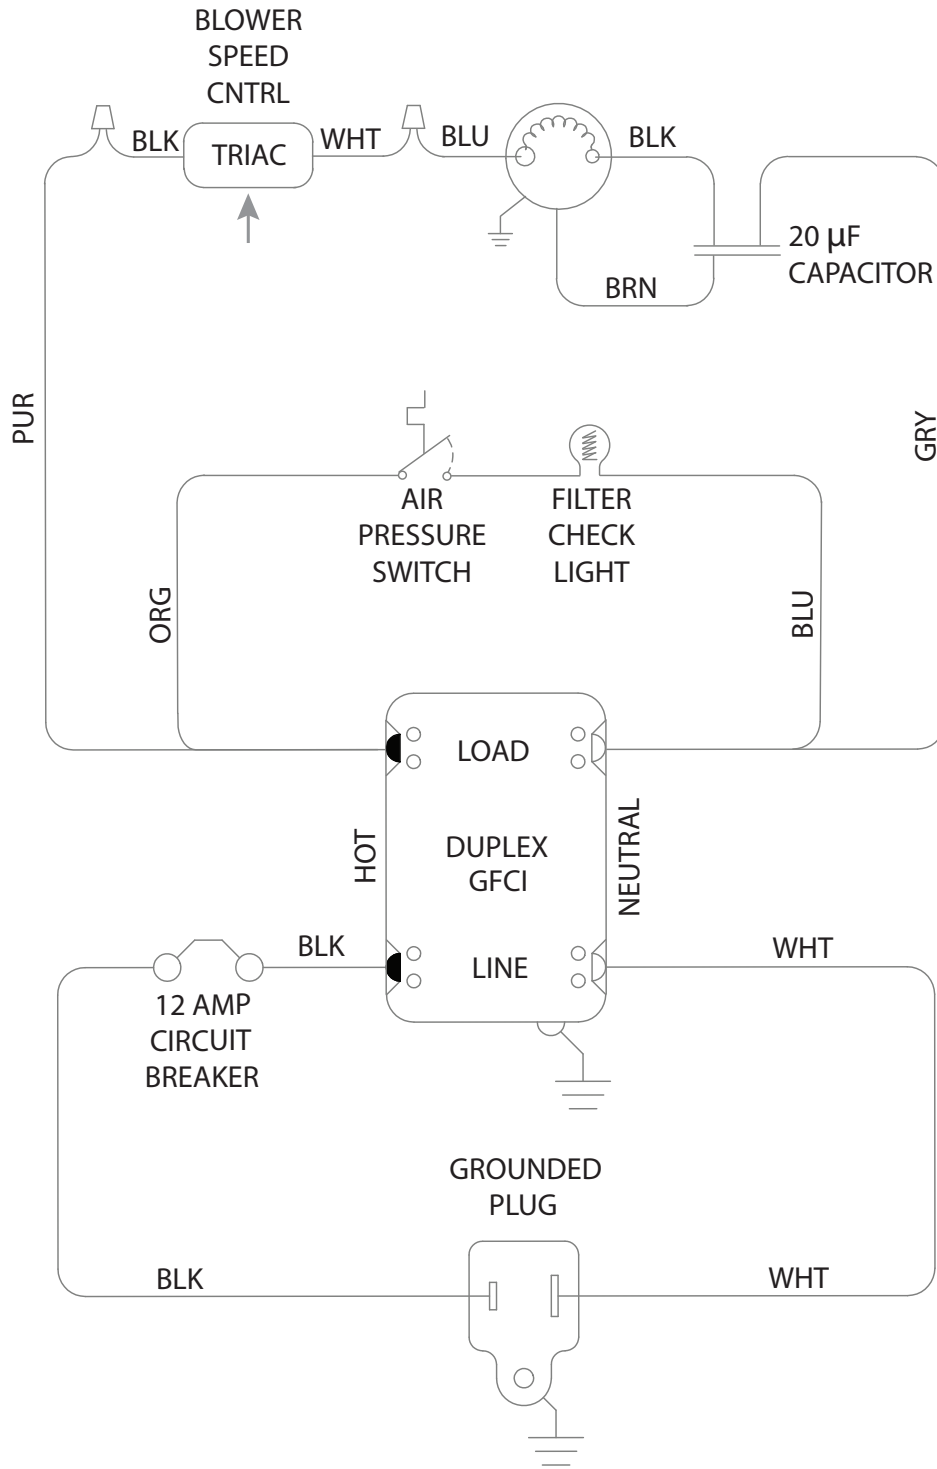 BLOWER
SPEED
CNTRL
BLK
TRIAC
WHT
BLU
BLK
20 µF
CAPACITOR
BRN
PUR
GRY
AIR
PRESSURE
SWITCH
FILTER
CHECK
LIGHT
ORG
BLU
LOAD
HOT
DUPLEX
GFCI
NEUTRAL
BLK
LINE
WHT
12 AMP
CIRCUIT
BREAKER
GROUNDED
PLUG
BLK
WHT